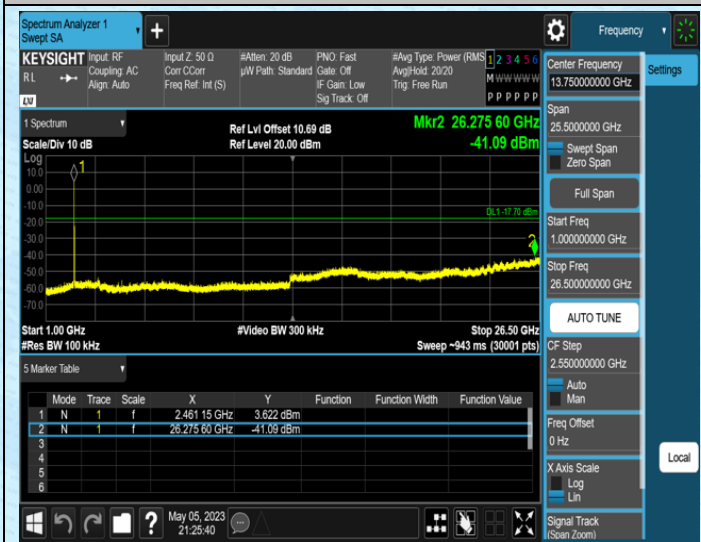 Spectrum Analyzer 1
Swept SA
+
Frequency
KEYSIGHT Input: RF Input Z: 50 Ω #Atten: 20 dB PNO: Fast #Avg Type: Power (RMS 1 2 3 4 5 6
R L Coupling: AC Corr CCorr µW Path: Standard Gate: Off Avg|Hold: 20/20 M W W W W W
Align: Auto Freq Ref: Int (S) IF Gain: Low Trig: Free Run
LXI Sig Track: Off P P P P P P
Center Frequency
13.75000000 GHz
Settings
Span
25.5000000 GHz
Swept Span
Zero Span
Full Span
Start Freq
1.000000000 GHz
Stop Freq
26.500000000 GHz
AUTO TUNE
CF Step
2.550000000 GHz
Auto
Man
Freq Offset
0 Hz
X Axis Scale
Log
Lin
Signal Track
(Span Zoom)
Local
1 Spectrum
Scale/Div 10 dB
Ref Lvl Offset 10.69 dB
Ref Level 20.00 dBm
Mkr2 26.275 60 GHz
-41.09 dBm
Log
10.0
0.00
-10.0
-20.0
-30.0
-40.0
-50.0
-60.0
-70.0
1
DL1 -17.70 dBm
2
Start 1.00 GHz #Video BW 300 kHz Stop 26.50 GHz
#Res BW 100 kHz Sweep ~943 ms (30001 pts)
5 Marker Table
Mode Trace Scale X Y Function Function Width Function Value
1 N 1 f 2.461 15 GHz 3.622 dBm
2 N 1 f 26.275 60 GHz -41.09 dBm
3
4
5
6
?
May 05, 2023
21:25:40